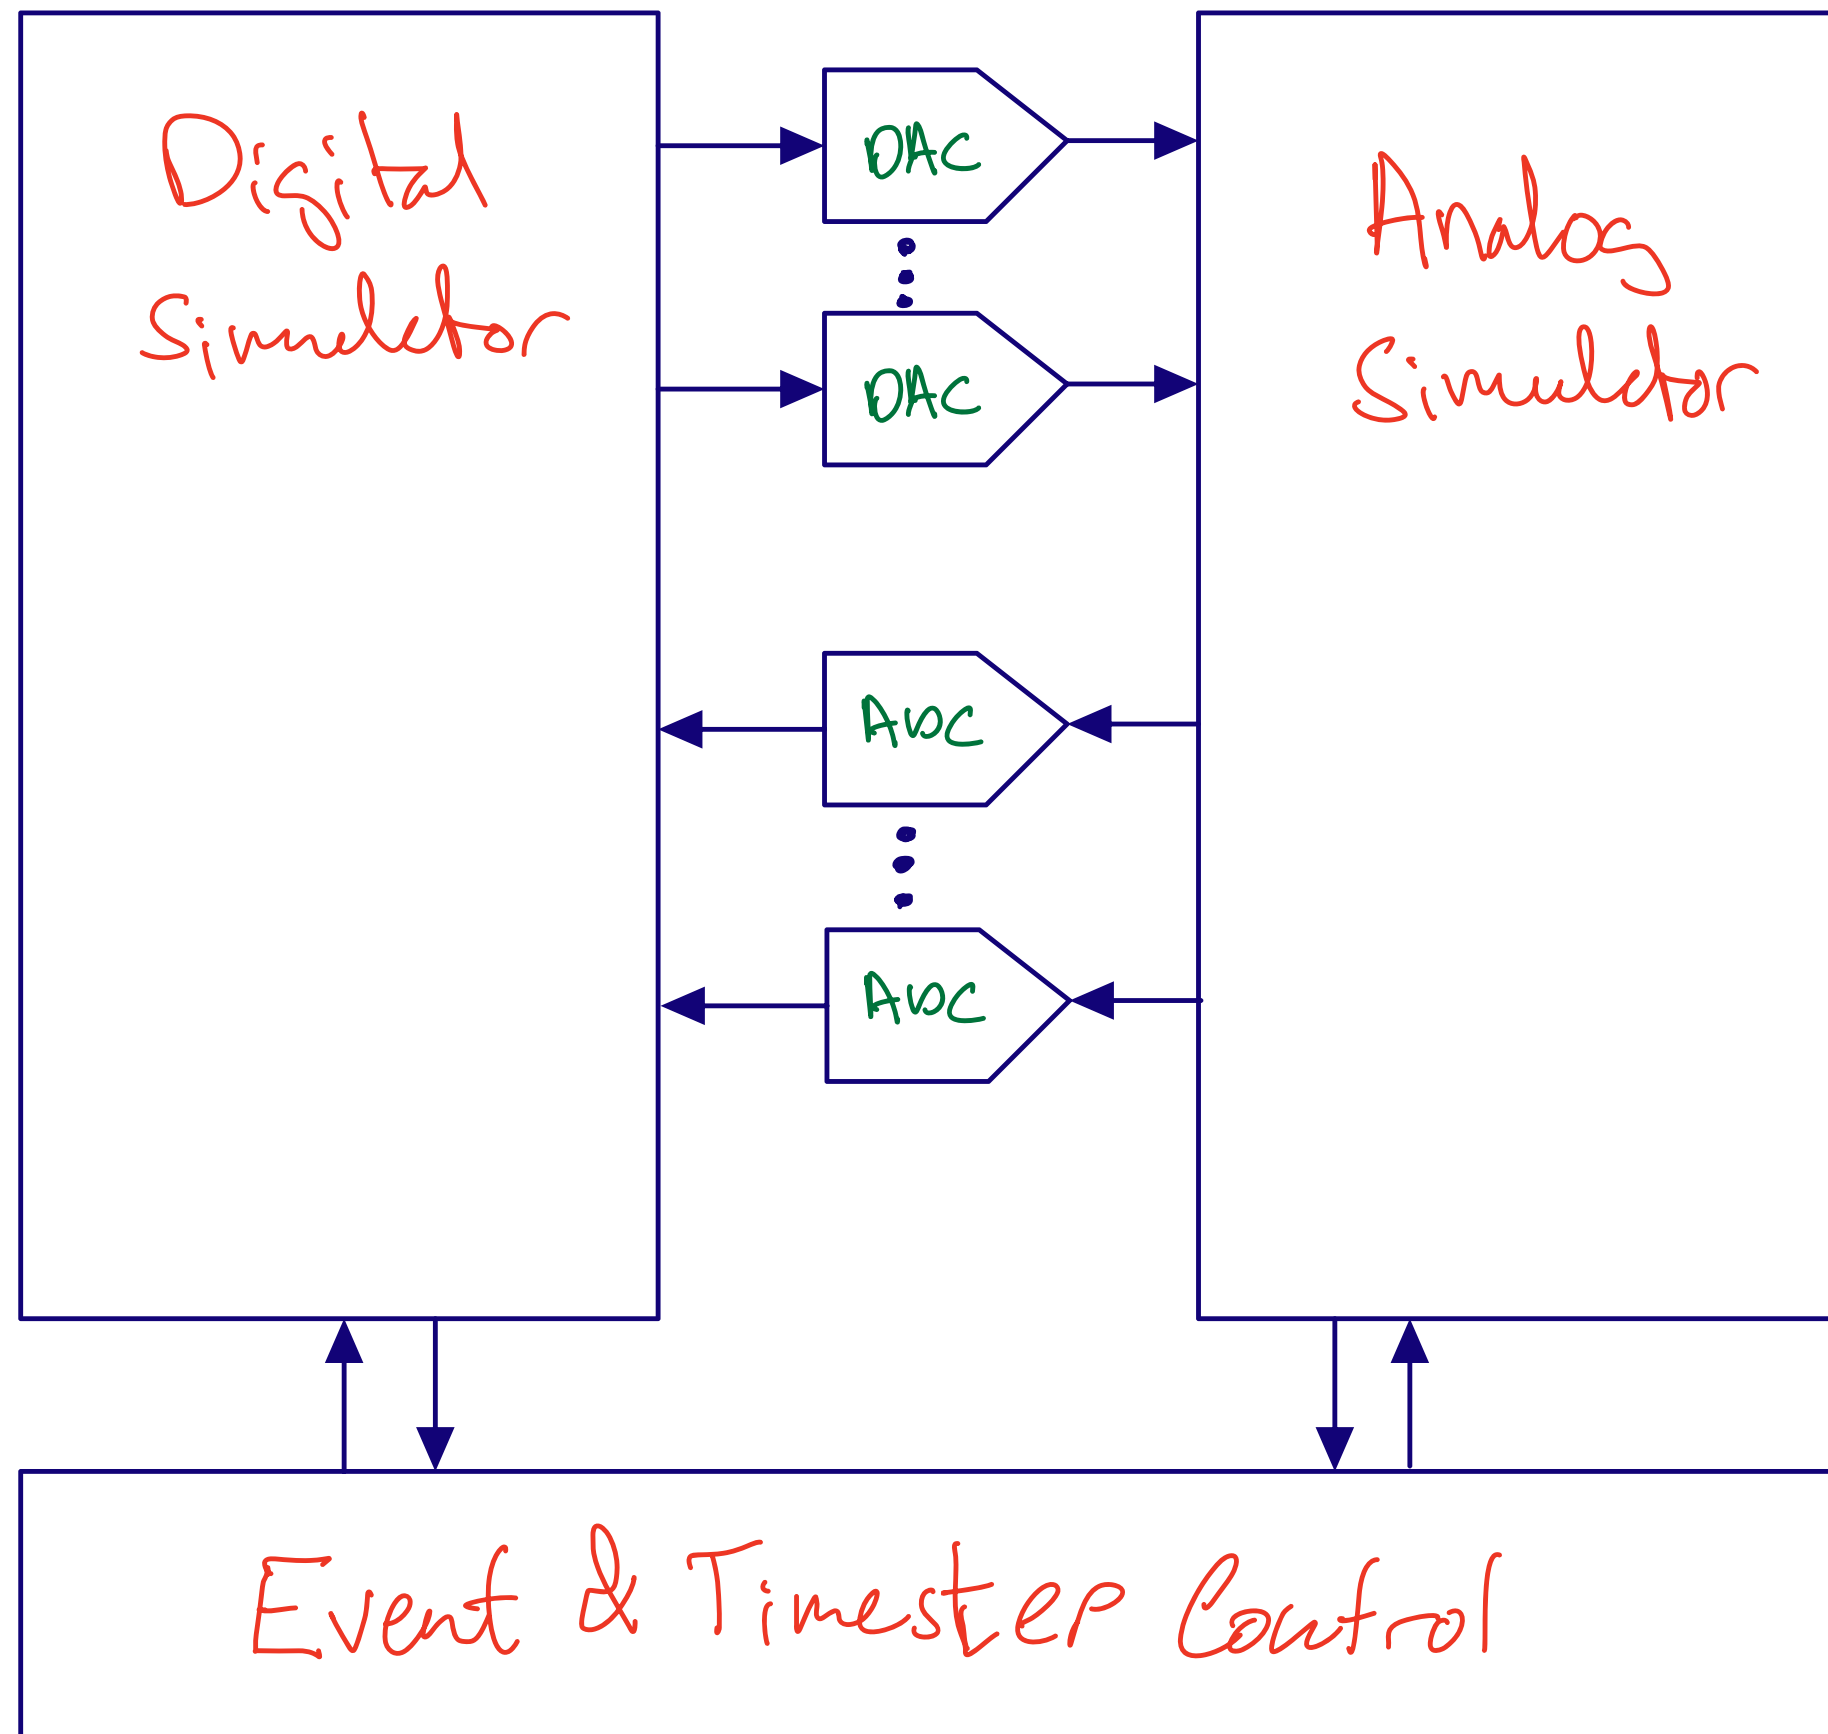 Digital
Simulator
DAC
DAC
ADC
ADC
Analog
Simulator
Event & Timestep Control